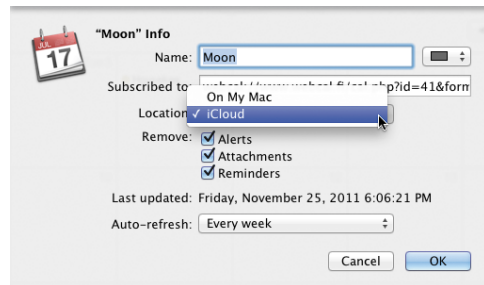 JUL 17
"Moon" Info
Name: Moon
Subscribed to:
On My Mac
Location ✓ iCloud
Remove: ✓ Alerts
✓ Attachments
✓ Reminders
Last updated: Friday, November 25, 2011 6:06:21 PM
Auto-refresh: Every week
Cancel OK